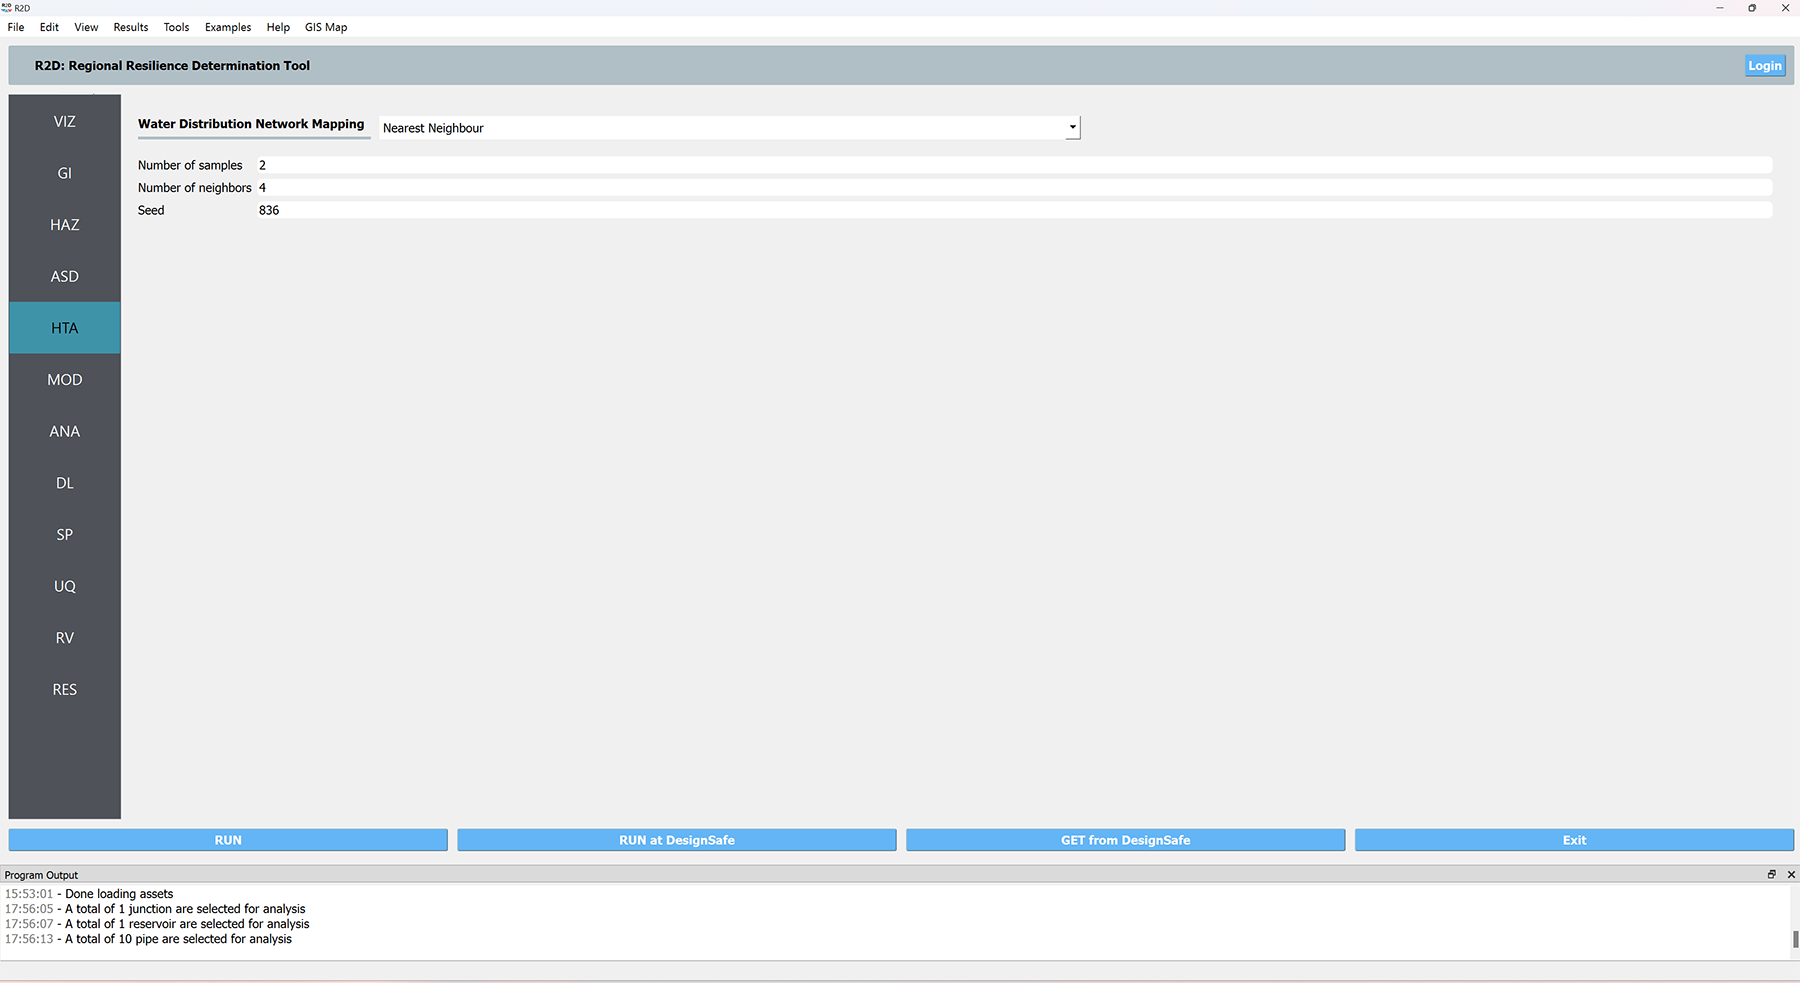 R2D
File Edit View Results Tools Examples Help GIS Map
R2D: Regional Resilience Determination Tool
Login
VIZ
GI
HAZ
ASD
HTA
MOD
ANA
DL
SP
UQ
RV
RES
Water Distribution Network Mapping Nearest Neighbour
Number of samples 2
Number of neighbors 4
Seed 836
RUN RUN at DesignSafe GET from DesignSafe Exit
Program Output
15:53:01 - Done loading assets
17:56:05 - A total of 1 junction are selected for analysis
17:56:07 - A total of 1 reservoir are selected for analysis
17:56:13 - A total of 10 pipe are selected for analysis